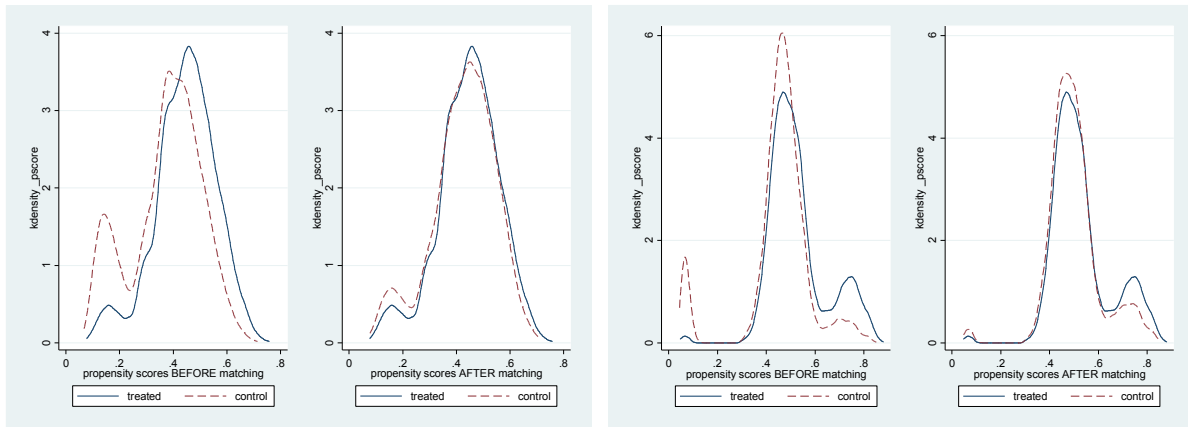 kdensity _pscore
4
3
2
1
0
0
.2
.4
.6
.8
propensity scores BEFORE matching
treated
control
kdensity _pscore
4
3
2
1
0
0
.2
.4
.6
.8
propensity scores AFTER matching
treated
control
kdensity _pscore
6
4
2
0
0
.2
.4
.6
.8
propensity scores BEFORE matching
treated
control
kdensity _pscore
6
4
2
0
0
.2
.4
.6
.8
propensity scores AFTER matching
treated
control